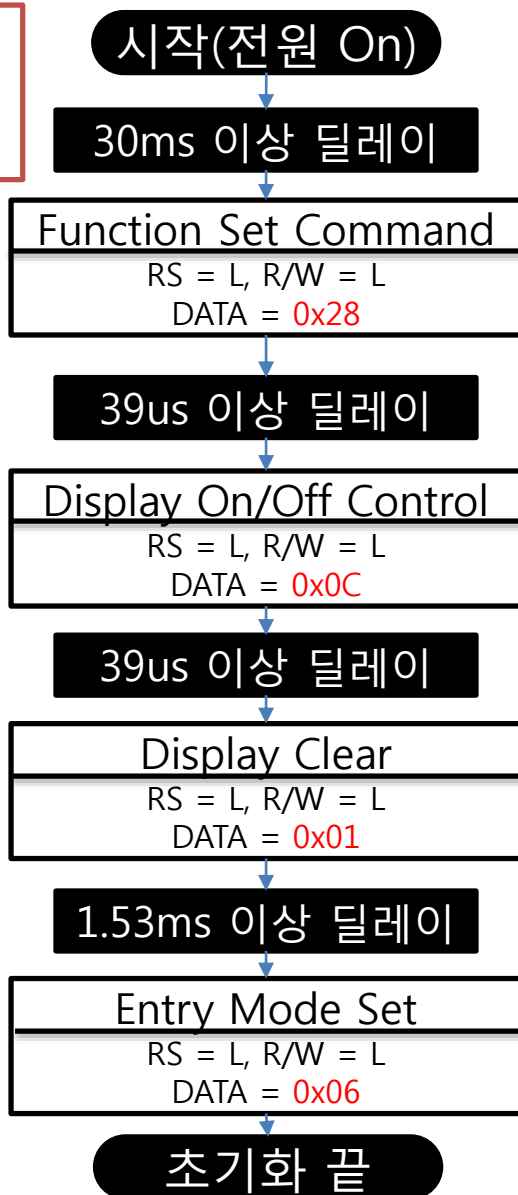 시작(전원 On)
30ms 이상 딜레이
Function Set Command
RS = L, R/W = L
DATA = 0x28
39us 이상 딜레이
Display On/Off Control
RS = L, R/W = L
DATA = 0x0C
39us 이상 딜레이
Display Clear
RS = L, R/W = L
DATA = 0x01
1.53ms 이상 딜레이
Entry Mode Set
RS = L, R/W = L
DATA = 0x06
초기화 끝